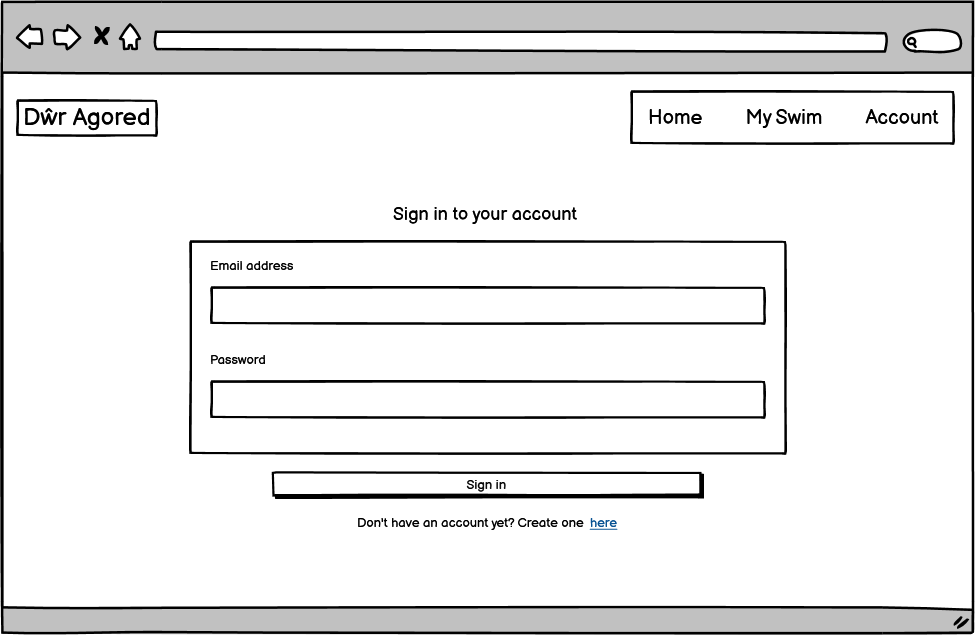 Dŵr Agored
Home My Swim Account
Sign in to your account
Email address
Password
Sign in
Don't have an account yet? Create one here